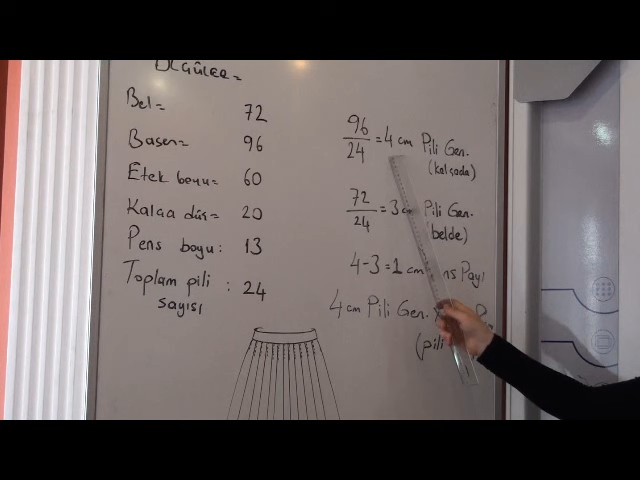 ÖLÇÜLER=
Bel= 72
Basen= 96
Etek boyu= 60
Kalça düş= 20
Pens boyu: 13
Toplam pili sayısı : 24
96/24 = 4 cm Pili Gen.
(kalçada)
72/24 = 3 Pili Gen.
belde)
4-3=1 cm Payı
4 cm Pili Gen.
(pili